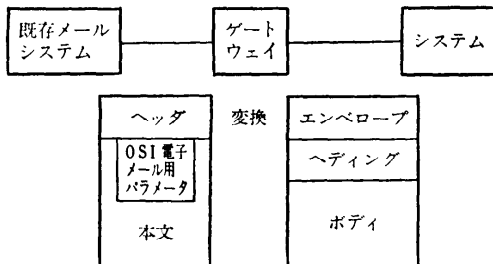 既存メール
システム
ゲート
ウェイ
システム
ヘッダ
変換
エンベロープ
OSI電子
メール用
パラメータ
ヘディング
本文
ボディ